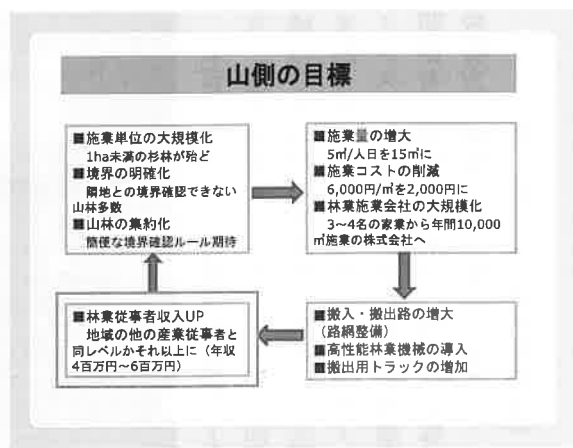 山側の目標
■施業単位の大規模化
1ha未満の杉林が殆ど
■境界の明確化
隣地との境界確認できない
山林多数
■山林の集約化
簡便な境界確認ルール期待
■施業量の増大
5㎥/人日を15㎥に
■施業コストの削減
6,000円/㎥を2,000円に
■林業施業会社の大規模化
3～4名の家業から年間10,000
㎥施業の株式会社へ
■搬入・搬出路の増大
（路網整備）
■高性能林業機械の導入
■搬出用トラックの増加
■林業従事者収入UP
地域の他の産業従事者と
同レベルかそれ以上に（年収
4百万円～6百万円）